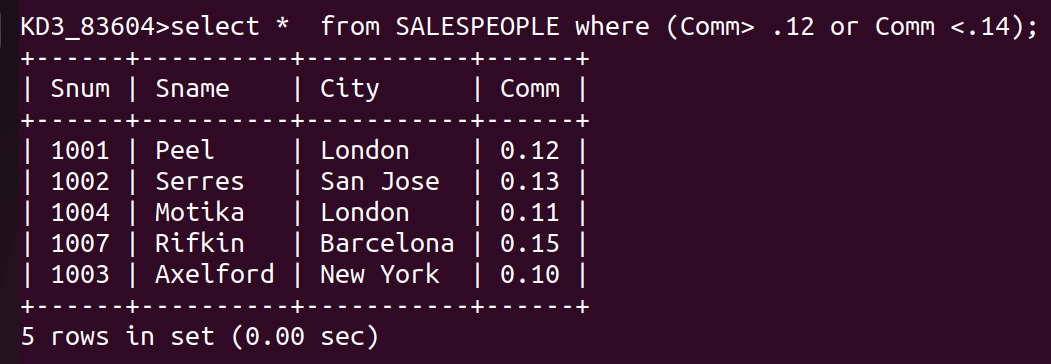 KD3_83604>select *  from SALESPEOPLE where (Comm> .12 or Comm <.14);
+------+----------+-----------+------+
| Snum | Sname    | City      | Comm |
+------+----------+-----------+------+
| 1001 | Peel     | London    | 0.12 |
| 1002 | Serres   | San Jose  | 0.13 |
| 1004 | Motika   | London    | 0.11 |
| 1007 | Rifkin   | Barcelona | 0.15 |
| 1003 | Axelford | New York  | 0.10 |
+------+----------+-----------+------+
5 rows in set (0.00 sec)